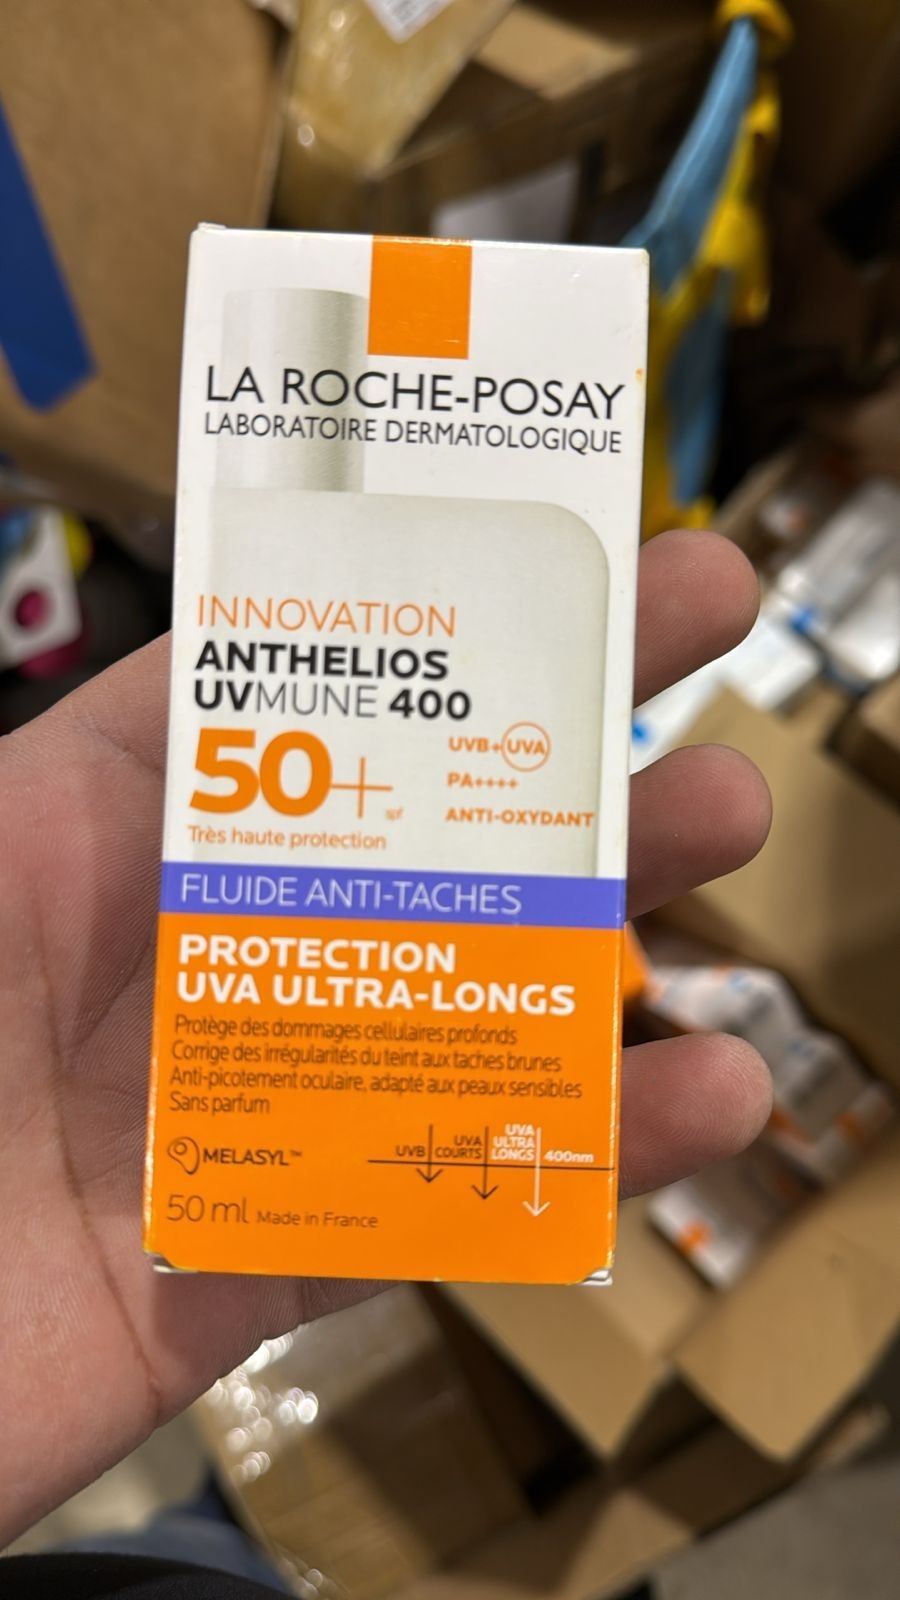 LA ROCHE-POSAY
LABORATOIRE DERMATOLOGIQUE
INNOVATION
ANTHELIOS
UVMUNE 400
50+ spf
Très haute protection
UVB+UVA
PA++++
ANTI-OXYDANT
FLUIDE ANTI-TACHES
PROTECTION
UVA ULTRA-LONGS
Protège des dommages cellulaires profonds
Corrige des irrégularités du teint aux taches brunes
Anti-picotement oculaire, adapté aux peaux sensibles
Sans parfum
MELASYL™
UVB
UVA COURTS
UVA ULTRA LONGS
400nm
50 ml Made in France